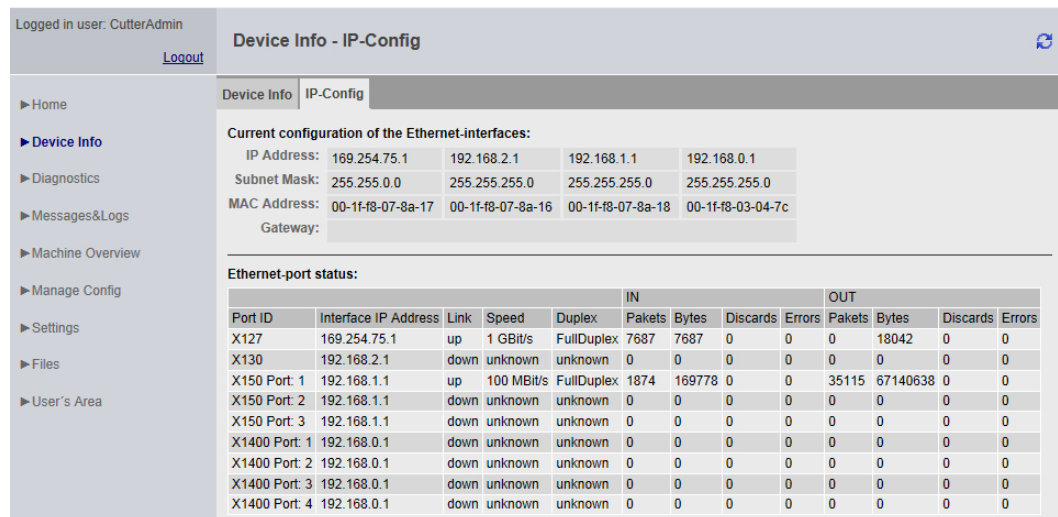 Logged in user: CutterAdmin
Logout
Device Info - IP-Config
Device Info IP-Config
►Home
►Device Info
►Diagnostics
►Messages&Logs
►Machine Overview
►Manage Config
►Settings
►Files
►User´s Area
Current configuration of the Ethernet-interfaces:
IP Address: 169.254.75.1 192.168.2.1 192.168.1.1 192.168.0.1
Subnet Mask: 255.255.0.0 255.255.255.0 255.255.255.0 255.255.255.0
MAC Address: 00-1f-f8-07-8a-17 00-1f-f8-07-8a-16 00-1f-f8-07-8a-18 00-1f-f8-03-04-7c
Gateway:
Ethernet-port status:
IN OUT
Port ID Interface IP Address Link Speed Duplex Pakets Bytes Discards Errors Pakets Bytes Discards Errors
X127 169.254.75.1 up 1 GBit/s FullDuplex 7687 7687 0 0 0 18042 0 0
X130 192.168.2.1 down unknown unknown 0 0 0 0 0 0 0 0
X150 Port: 1 192.168.1.1 up 100 MBit/s FullDuplex 1874 169778 0 0 35115 67140638 0 0
X150 Port: 2 192.168.1.1 down unknown unknown 0 0 0 0 0 0 0 0
X150 Port: 3 192.168.1.1 down unknown unknown 0 0 0 0 0 0 0 0
X1400 Port: 1 192.168.0.1 down unknown unknown 0 0 0 0 0 0 0 0
X1400 Port: 2 192.168.0.1 down unknown unknown 0 0 0 0 0 0 0 0
X1400 Port: 3 192.168.0.1 down unknown unknown 0 0 0 0 0 0 0 0
X1400 Port: 4 192.168.0.1 down unknown unknown 0 0 0 0 0 0 0 0